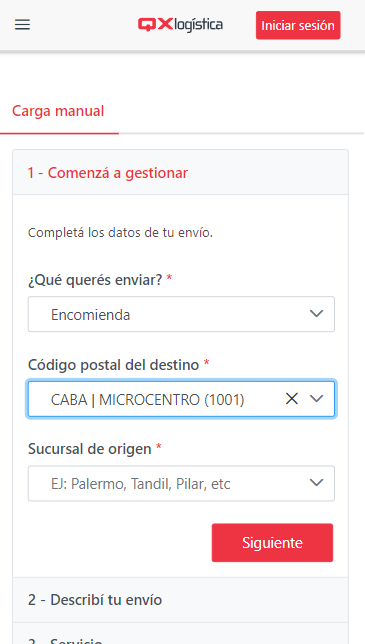 QX logística
Iniciar sesión
Carga manual
1 - Comenzá a gestionar
Completá los datos de tu envío.
¿Qué querés enviar? *
Encomienda
Código postal del destino *
CABA | MICROCENTRO (1001)
Sucursal de origen *
EJ: Palermo, Tandil, Pilar, etc
Siguiente
2 - Describí tu envío
3 - Servicio